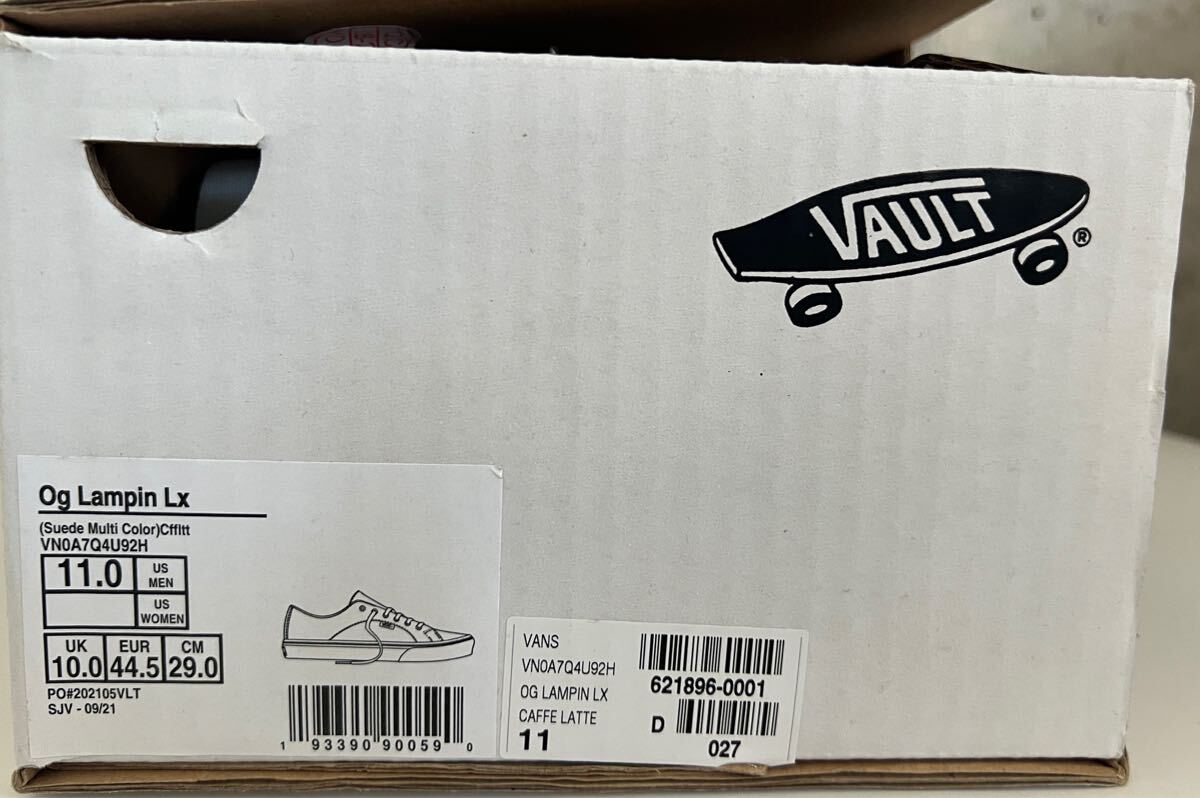 VAULT ®
Og Lampin Lx
(Suede Multi Color)Cffltt
VN0A7Q4U92H
11.0 US MEN
US WOMEN
UK 10.0 EUR 44.5 CM 29.0
PO#202105VLT
SJV - 09/21
1 93390 90059 0
VANS
VN0A7Q4U92H
OG LAMPIN LX
CAFFE LATTE
11
621896-0001
D
027